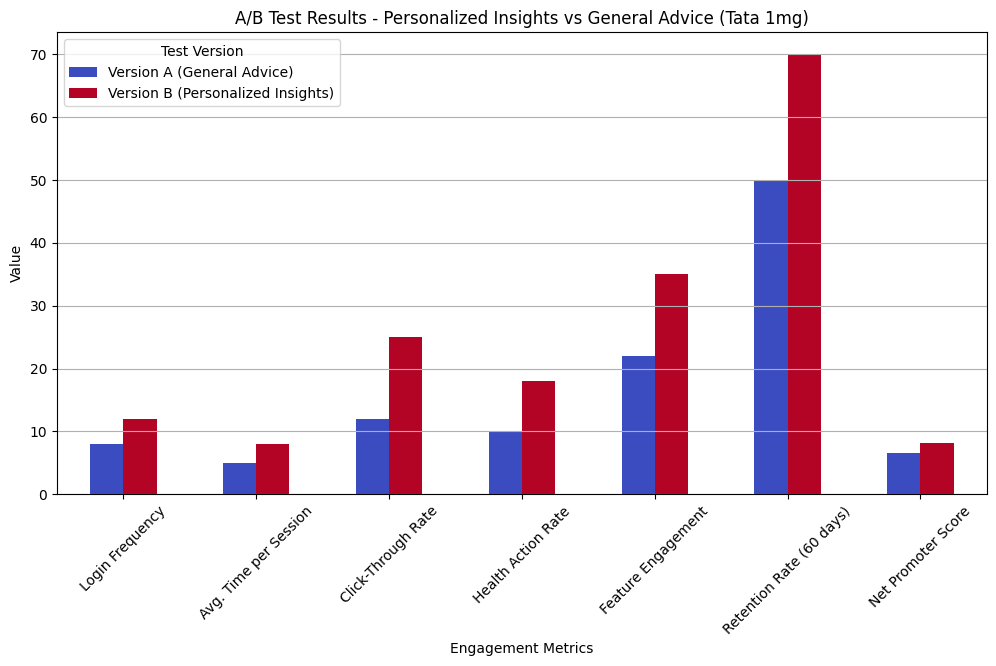 A/B Test Results - Personalized Insights vs General Advice (Tata 1mg)
Test Version
Version A (General Advice)
Version B (Personalized Insights)
Value
70
60
50
40
30
20
10
0
Login Frequency
Avg. Time per Session
Click-Through Rate
Health Action Rate
Feature Engagement
Retention Rate (60 days)
Net Promoter Score
Engagement Metrics